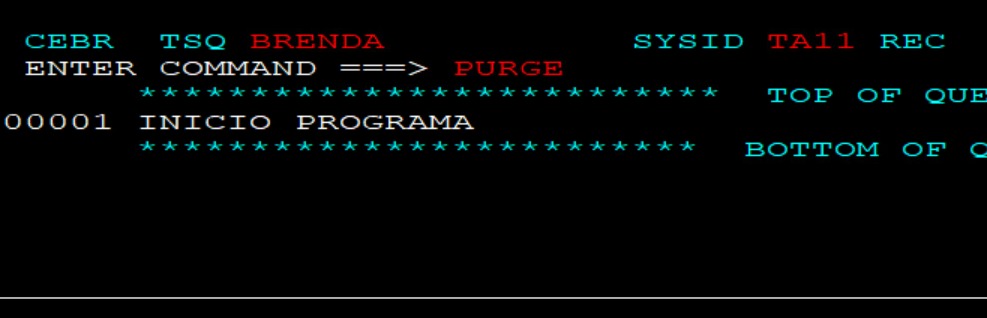 CEBR TSQ BRENDA SYSID TA11 REC
ENTER COMMAND ===> PURGE
************************** TOP OF QUE
00001 INICIO PROGRAMA
************************* BOTTOM OF Q